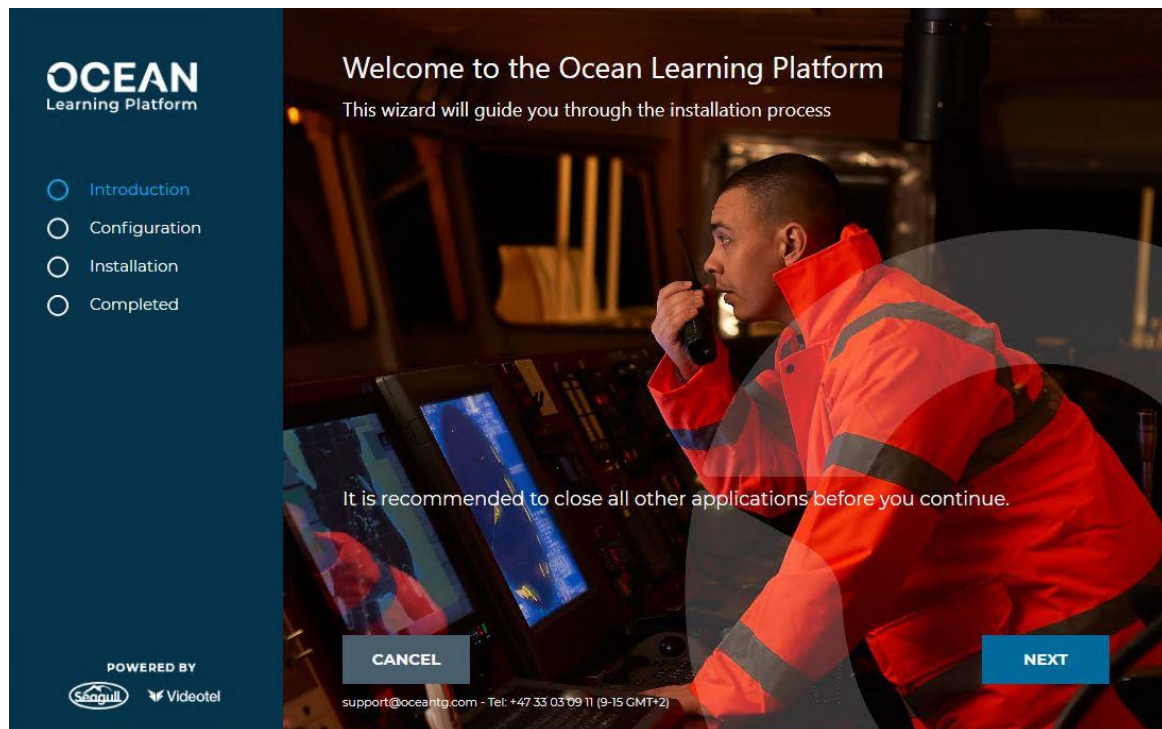 OCEAN
Learning Platform
Introduction
Configuration
Installation
Completed
POWERED BY
Seagull
Videotel
Welcome to the Ocean Learning Platform
This wizard will guide you through the installation process
It is recommended to close all other applications before you continue.
CANCEL
NEXT
support@oceantg.com - Tel: +47 33 03 09 11 (9-15 GMT+2)